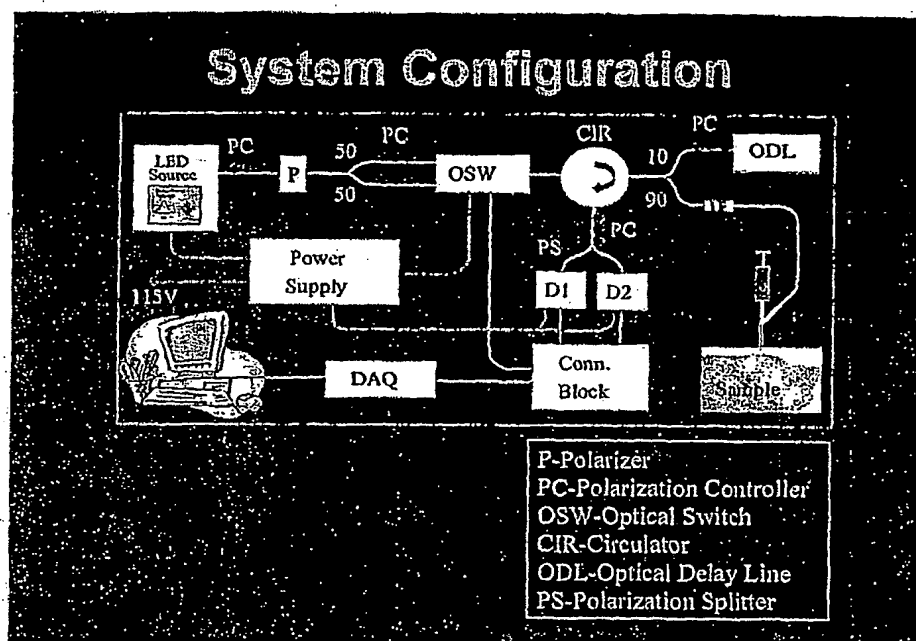 System Configuration
PC
50
PC
CIR
PC
LED
Source
P
50
OSW
10
90
ODL
Power
Supply
PS
PC
D1
D2
115V
DAQ
Conn.
Block
Sample
P-Polarizer
PC-Polarization Controller
OSW-Optical Switch
CIR-Circulator
ODL-Optical Delay Line
PS-Polarization Splitter